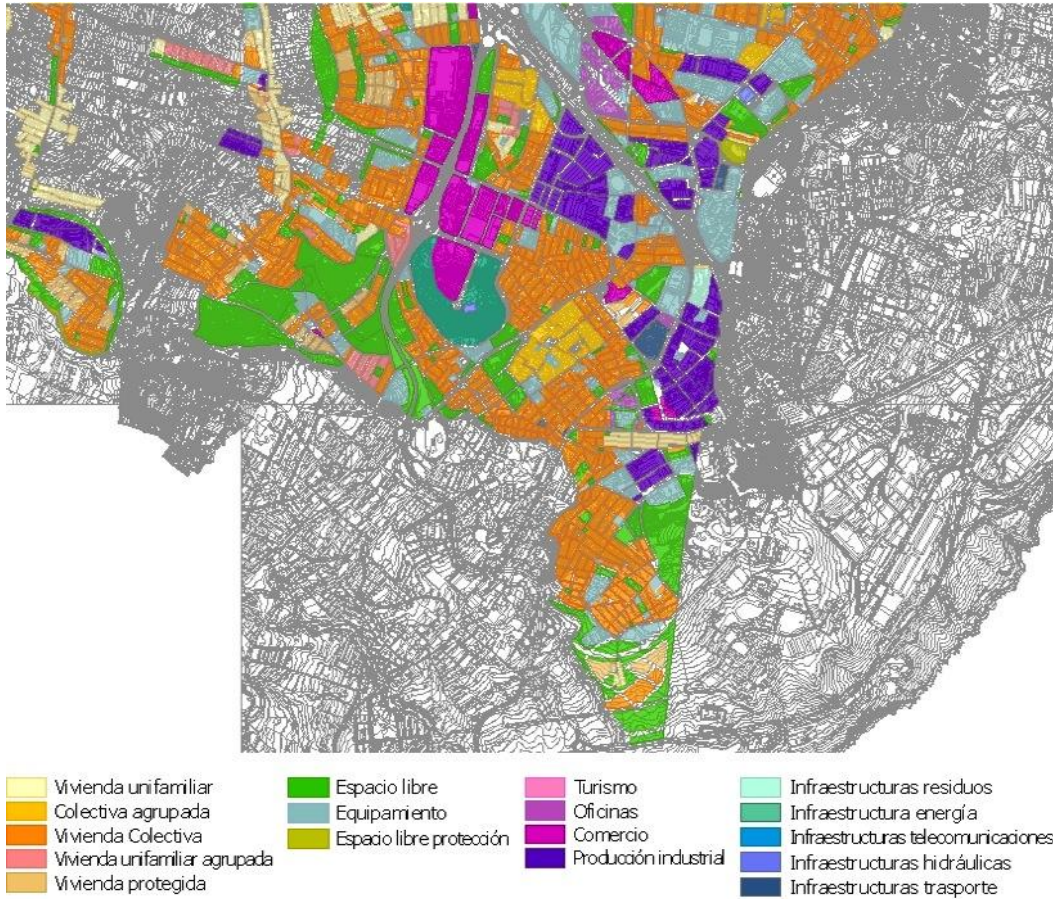 Vivienda unifamiliar
Colectiva agrupada
Vivienda Colectiva
Vivienda unifamiliar agrupada
Vivienda protegida
Espacio libre
Equipamiento
Espacio libre protección
Turismo
Oficinas
Comercio
Producción industrial
Infraestructuras residuos
Infraestructura energía
Infraestructuras telecomunicaciones
Infraestructuras hidráulicas
Infraestructuras trasporte